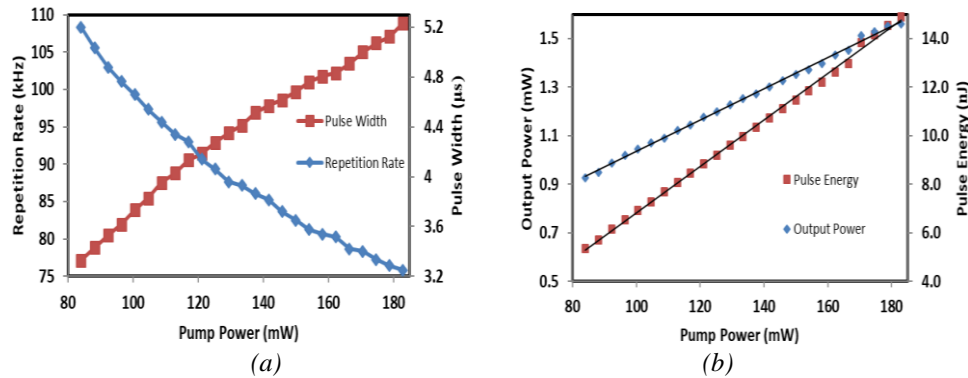 110
105
100
95
90
85
80
75
Repetition Rate (kHz)
5.2
4.8
4.4
4
3.6
3.2
Pulse Width (µs)
Pulse Width
Repetition Rate
80 100 120 140 160 180
Pump Power (mW)
(a)
1.5
1.3
1.1
0.9
0.7
0.5
Output Power (mW)
14.0
12.0
10.0
8.0
6.0
4.0
Pulse Energy (nJ)
Pulse Energy
Output Power
80 100 120 140 160 180
Pump Power (mW)
(b)